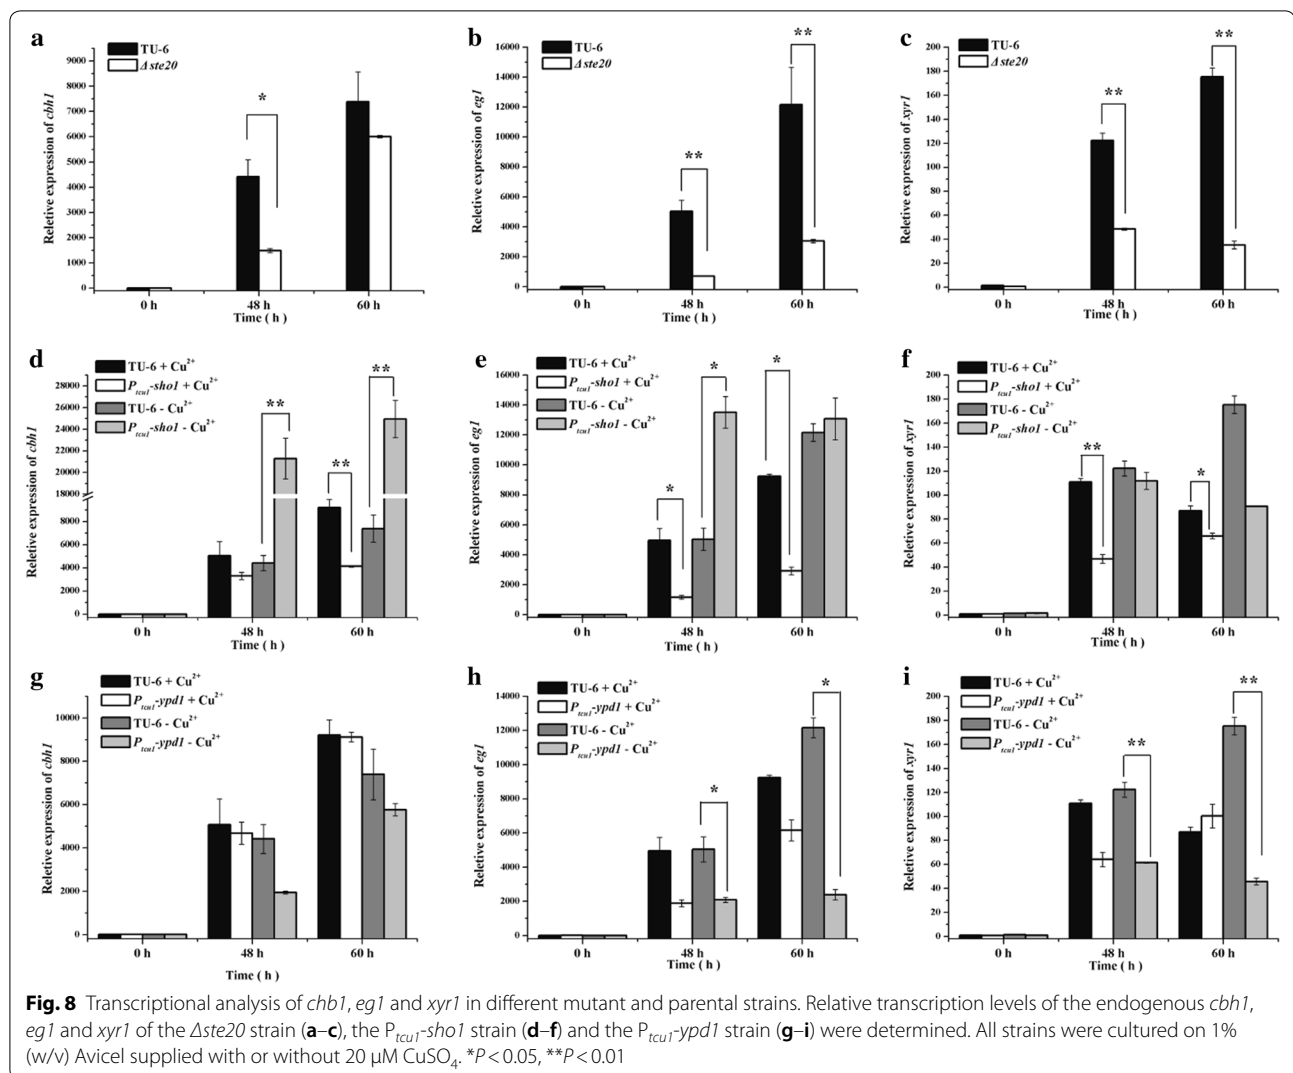 a
TU-6
Δste20
Reletive expression of cbh1
9000
8000
7000
6000
5000
4000
3000
2000
1000
0
*
0 h
48 h
60 h
Time ( h )
b
TU-6
Δste20
Reletive expression of eg1
16000
14000
12000
10000
8000
6000
4000
2000
0
**
**
0 h
48 h
60 h
Time ( h )
c
TU-6
Δste20
Reletive expression of xyr1
200
180
160
140
120
100
80
60
40
20
0
**
**
0 h
48 h
60 h
Time ( h )
d
TU-6 + Cu2+
Ptcu1-sho1 + Cu2+
TU-6 - Cu2+
Ptcu1-sho1 - Cu2+
Reletive expression of cbh1
28000
26000
24000
22000
20000
18000
8000
6000
4000
2000
0
**
**
**
0 h
48 h
60 h
Time ( h )
e
TU-6 + Cu2+
Ptcu1-sho1 + Cu2+
TU-6 - Cu2+
Ptcu1-sho1 - Cu2+
Reletive expression of eg1
16000
14000
12000
10000
8000
6000
4000
2000
0
*
*
*
0 h
48 h
60 h
Time ( h )
f
TU-6 + Cu2+
Ptcu1-sho1 + Cu2+
TU-6 - Cu2+
Ptcu1-sho1 - Cu2+
Reletive expression of xyr1
200
180
160
140
120
100
80
60
40
20
0
**
*
0 h
48 h
60 h
Time ( h )
g
TU-6 + Cu2+
Ptcu1-ypd1 + Cu2+
TU-6 - Cu2+
Ptcu1-ypd1 - Cu2+
Reletive expression of cbh1
10000
8000
6000
4000
2000
0
0 h
48 h
60 h
Time ( h )
h
TU-6 + Cu2+
Ptcu1-ypd1 + Cu2+
TU-6 - Cu2+
Ptcu1-ypd1 - Cu2+
Reletive expression of eg1
14000
12000
10000
8000
6000
4000
2000
0
*
*
0 h
48 h
60 h
Time ( h )
i
TU-6 + Cu2+
Ptcu1-ypd1 + Cu2+
TU-6 - Cu2+
Ptcu1-ypd1 - Cu2+
Reletive expression of xyr1
200
180
160
140
120
100
80
60
40
20
0
**
**
0 h
48 h
60 h
Time ( h )
Fig. 8 Transcriptional analysis of chb1, eg1 and xyr1 in different mutant and parental strains. Relative transcription levels of the endogenous cbh1,
eg1 and xyr1 of the Δste20 strain (a–c), the Ptcu1-sho1 strain (d–f) and the Ptcu1-ypd1 strain (g–i) were determined. All strains were cultured on 1%
(w/v) Avicel supplied with or without 20 µM CuSO4. *P < 0.05, **P < 0.01